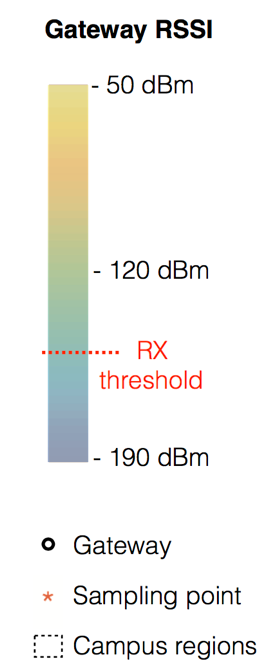 Gateway RSSI
- 50 dBm
- 120 dBm
RX
threshold
- 190 dBm
Gateway
Sampling point
Campus regions